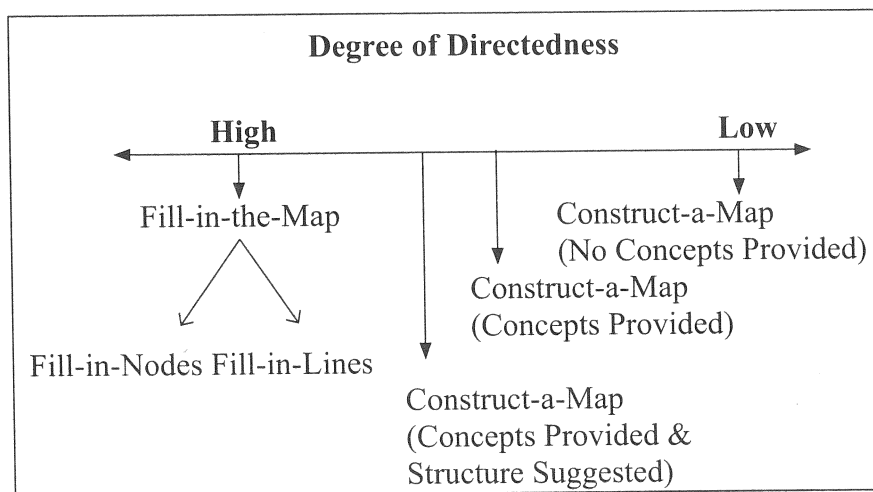 Degree of Directedness
High
Low
Fill-in-the-Map
Fill-in-Nodes Fill-in-Lines
Construct-a-Map
(Concepts Provided &
Structure Suggested)
Construct-a-Map
(Concepts Provided)
Construct-a-Map
(No Concepts Provided)